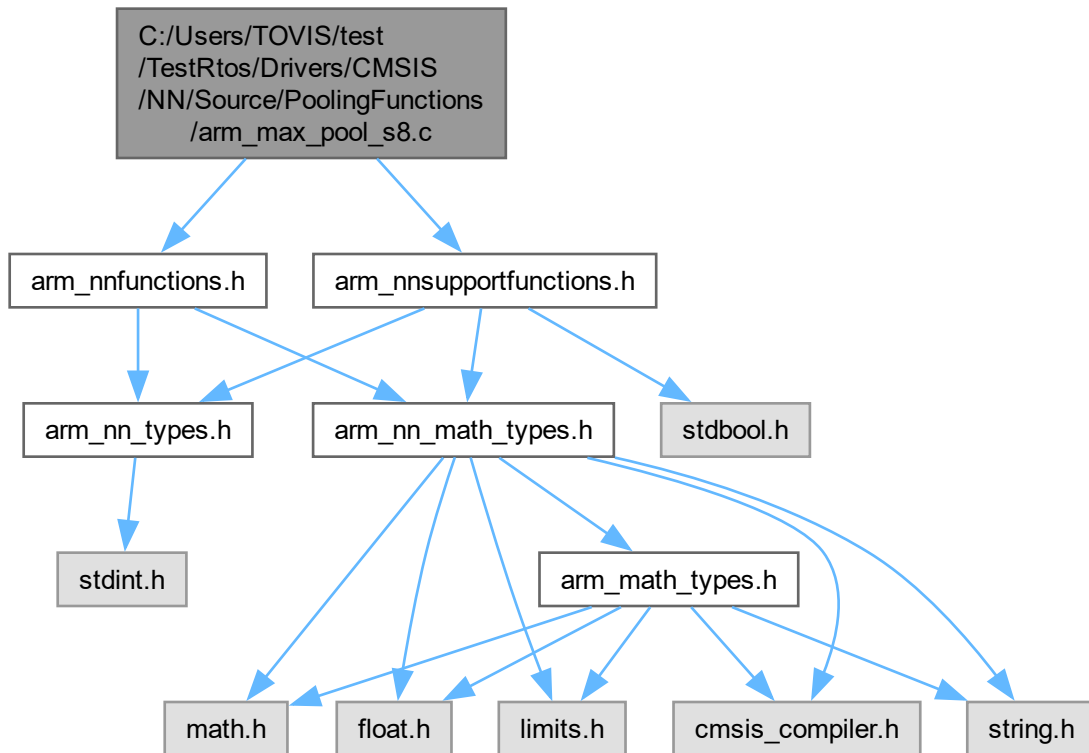 C:/Users/TOVIS/test
/TestRtos/Drivers/CMSIS
/NN/Source/PoolingFunctions
/arm_max_pool_s8.c
arm_nnfunctions.h
arm_nnsupportfunctions.h
arm_nn_types.h
arm_nn_math_types.h
stdbool.h
stdint.h
arm_math_types.h
math.h
float.h
limits.h
cmsis_compiler.h
string.h